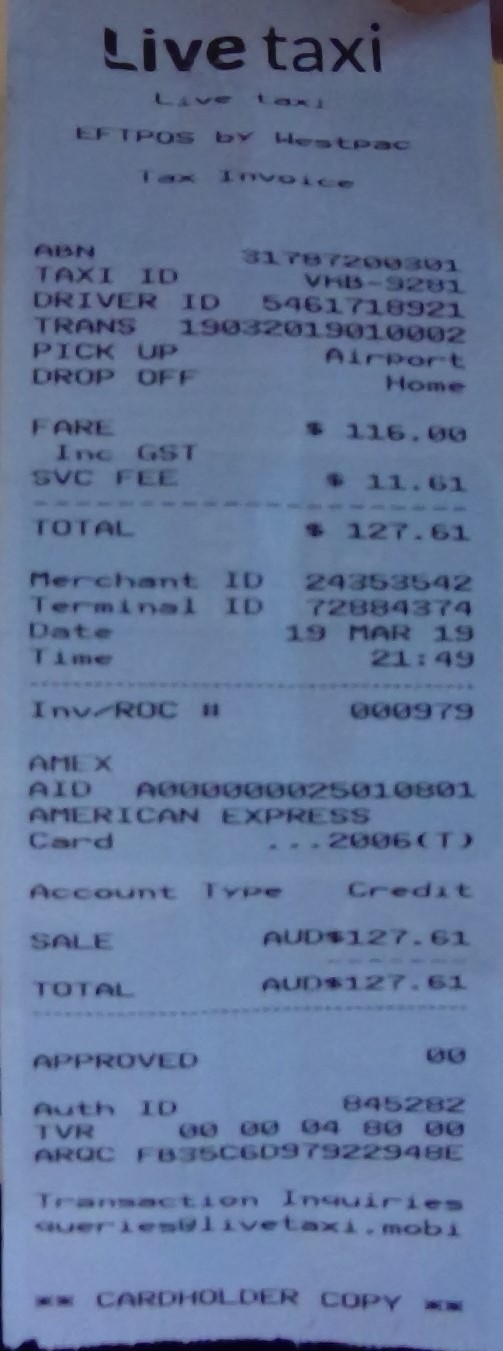 Live taxi
Live taxi
EFTPOS by Westpac
Tax Invoice
ABN 31787200301
TAXI ID VHB-9281
DRIVER ID 5461718921
TRANS 19032019010002
PICK UP Airport
DROP OFF Home
FARE $ 116.00
Inc GST
SVC FEE $ 11.61
TOTAL $ 127.61
Merchant ID 24353542
Terminal ID 72884374
Date 19 MAR 19
Time 21:49
Inv/ROC # 000979
AMEX
AID A000000025010801
AMERICAN EXPRESS
Card ...2006(T)
Account Type Credit
SALE AUD$127.61
TOTAL AUD$127.61
APPROVED 00
Auth ID 845282
TVR 00 00 04 80 00
ARQC FB35C6D97922948E
Transaction Inquiries
queries@livetaxi.mobi
** CARDHOLDER COPY **